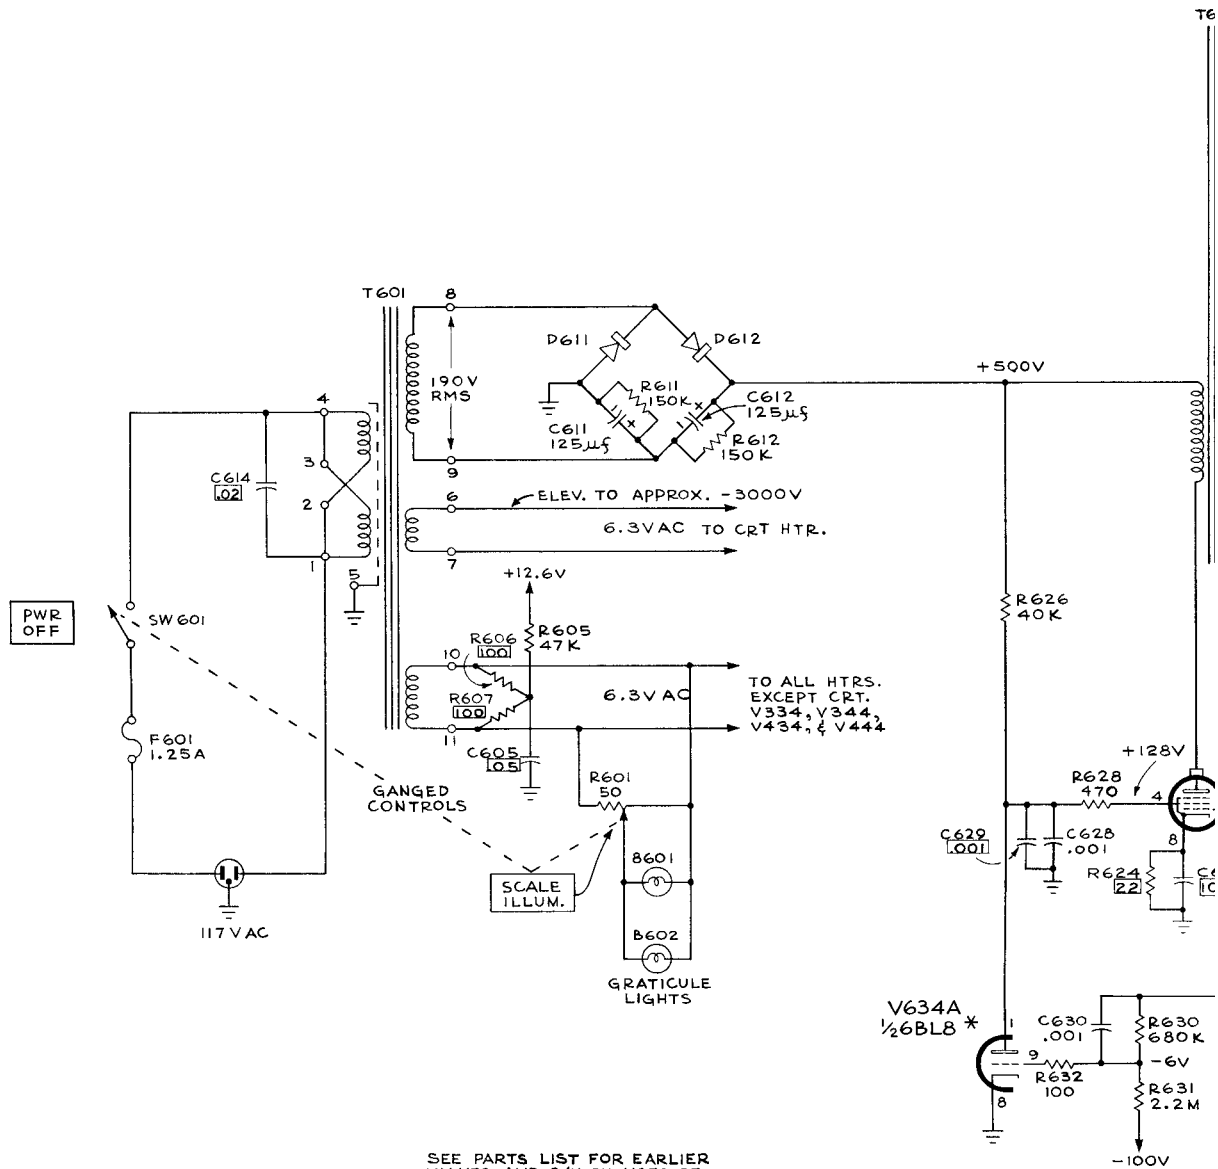 T6
T601
8
D611
D612
190V
RMS
R611
150K
C612
125µf
C611
125µf
R612
150K
+500V
4
3
2
1
5
C614
.02
9
6
ELEV. TO APPROX. -3000V
6.3VAC TO CRT HTR.
7
+12.6V
PWR
OFF
SW601
R606
100
R605
47K
10
R607
100
6.3VAC
TO ALL HTRS.
EXCEPT CRT.
V334, V344,
V434, & V444
11
C605
.05
F601
1.25A
R626
40K
GANGED
CONTROLS
R601
50
B601
SCALE
ILLUM.
B602
GRATICULE
LIGHTS
117VAC
+128V
R628
470
4
8
C629
.001
C628
.001
R624
22
C6
10
V634A
½6BL8 *
1
C630
.001
R630
680K
9
-6V
R632
100
R631
2.2M
8
-100V
SEE PARTS LIST FOR EARLIER